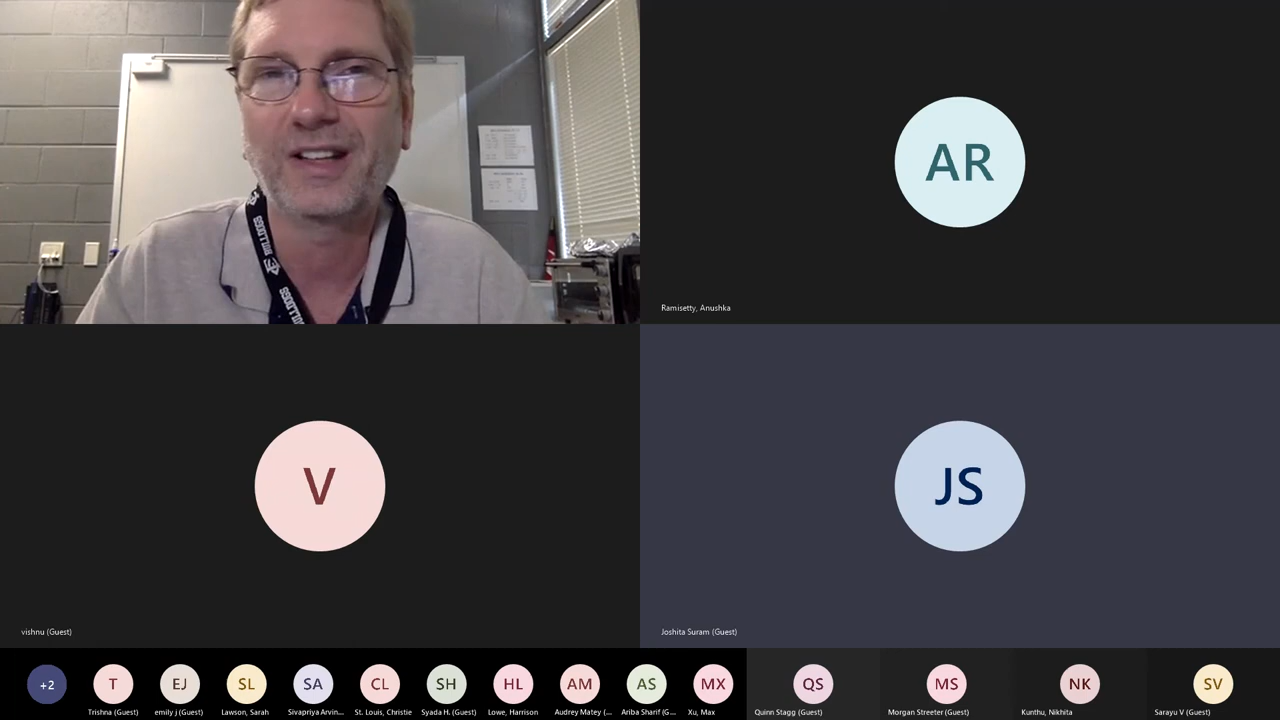 BULLDOGS
BULLDOGS
AR
Ramisetty, Anushka
V
vishnu (Guest)
JS
Joshita Suram (Guest)
+2
T
EJ
SL
SA
CL
SH
HL
AM
AS
MX
QS
MS
NK
SV
Trishna (Guest)
emily j (Guest)
Lawson, Sarah
Sivapriya Arvin...
St. Louis, Christie
Syada H. (Guest)
Lowe, Harrison
Audrey Matey (...
Ariba Sharif (G...
Xu, Max
Quinn Stagg (Guest)
Morgan Streeter (Guest)
Kunthu, Nikhita
Sarayu V (Guest)